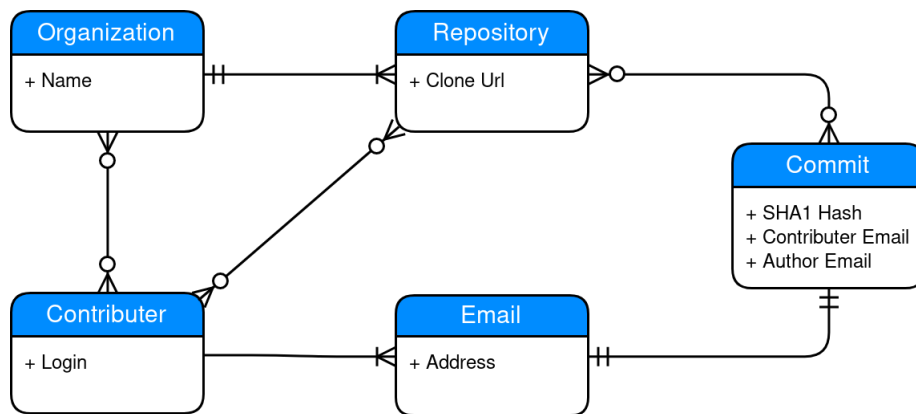 Organization
+ Name
Repository
+ Clone Url
Commit
+ SHA1 Hash
+ Contributer Email
+ Author Email
Contributer
+ Login
Email
+ Address